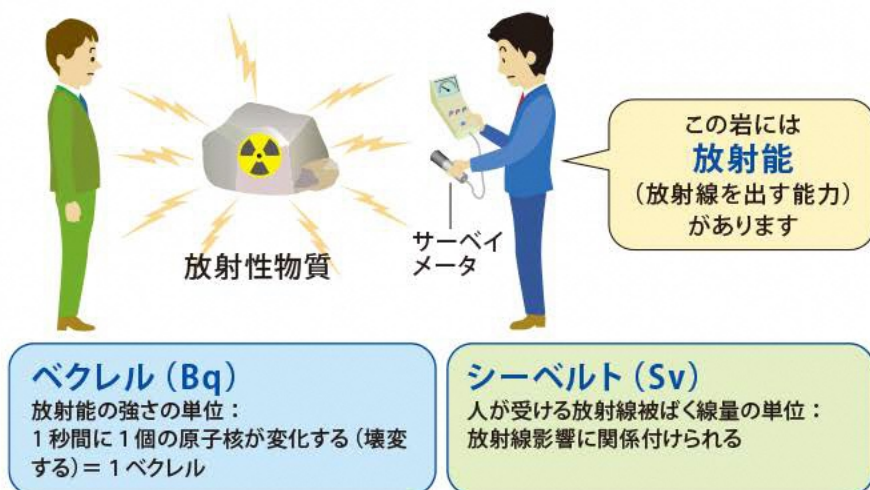 この岩には
放射能
（放射線を出す能力）
があります
サーベイ
メータ
放射性物質
ベクレル（Bq）
放射能の強さの単位：
１秒間に１個の原子核が変化する（壊変
する）＝１ベクレル
シーベルト（Sv）
人が受ける放射線被ばく線量の単位：
放射線影響に関係付けられる